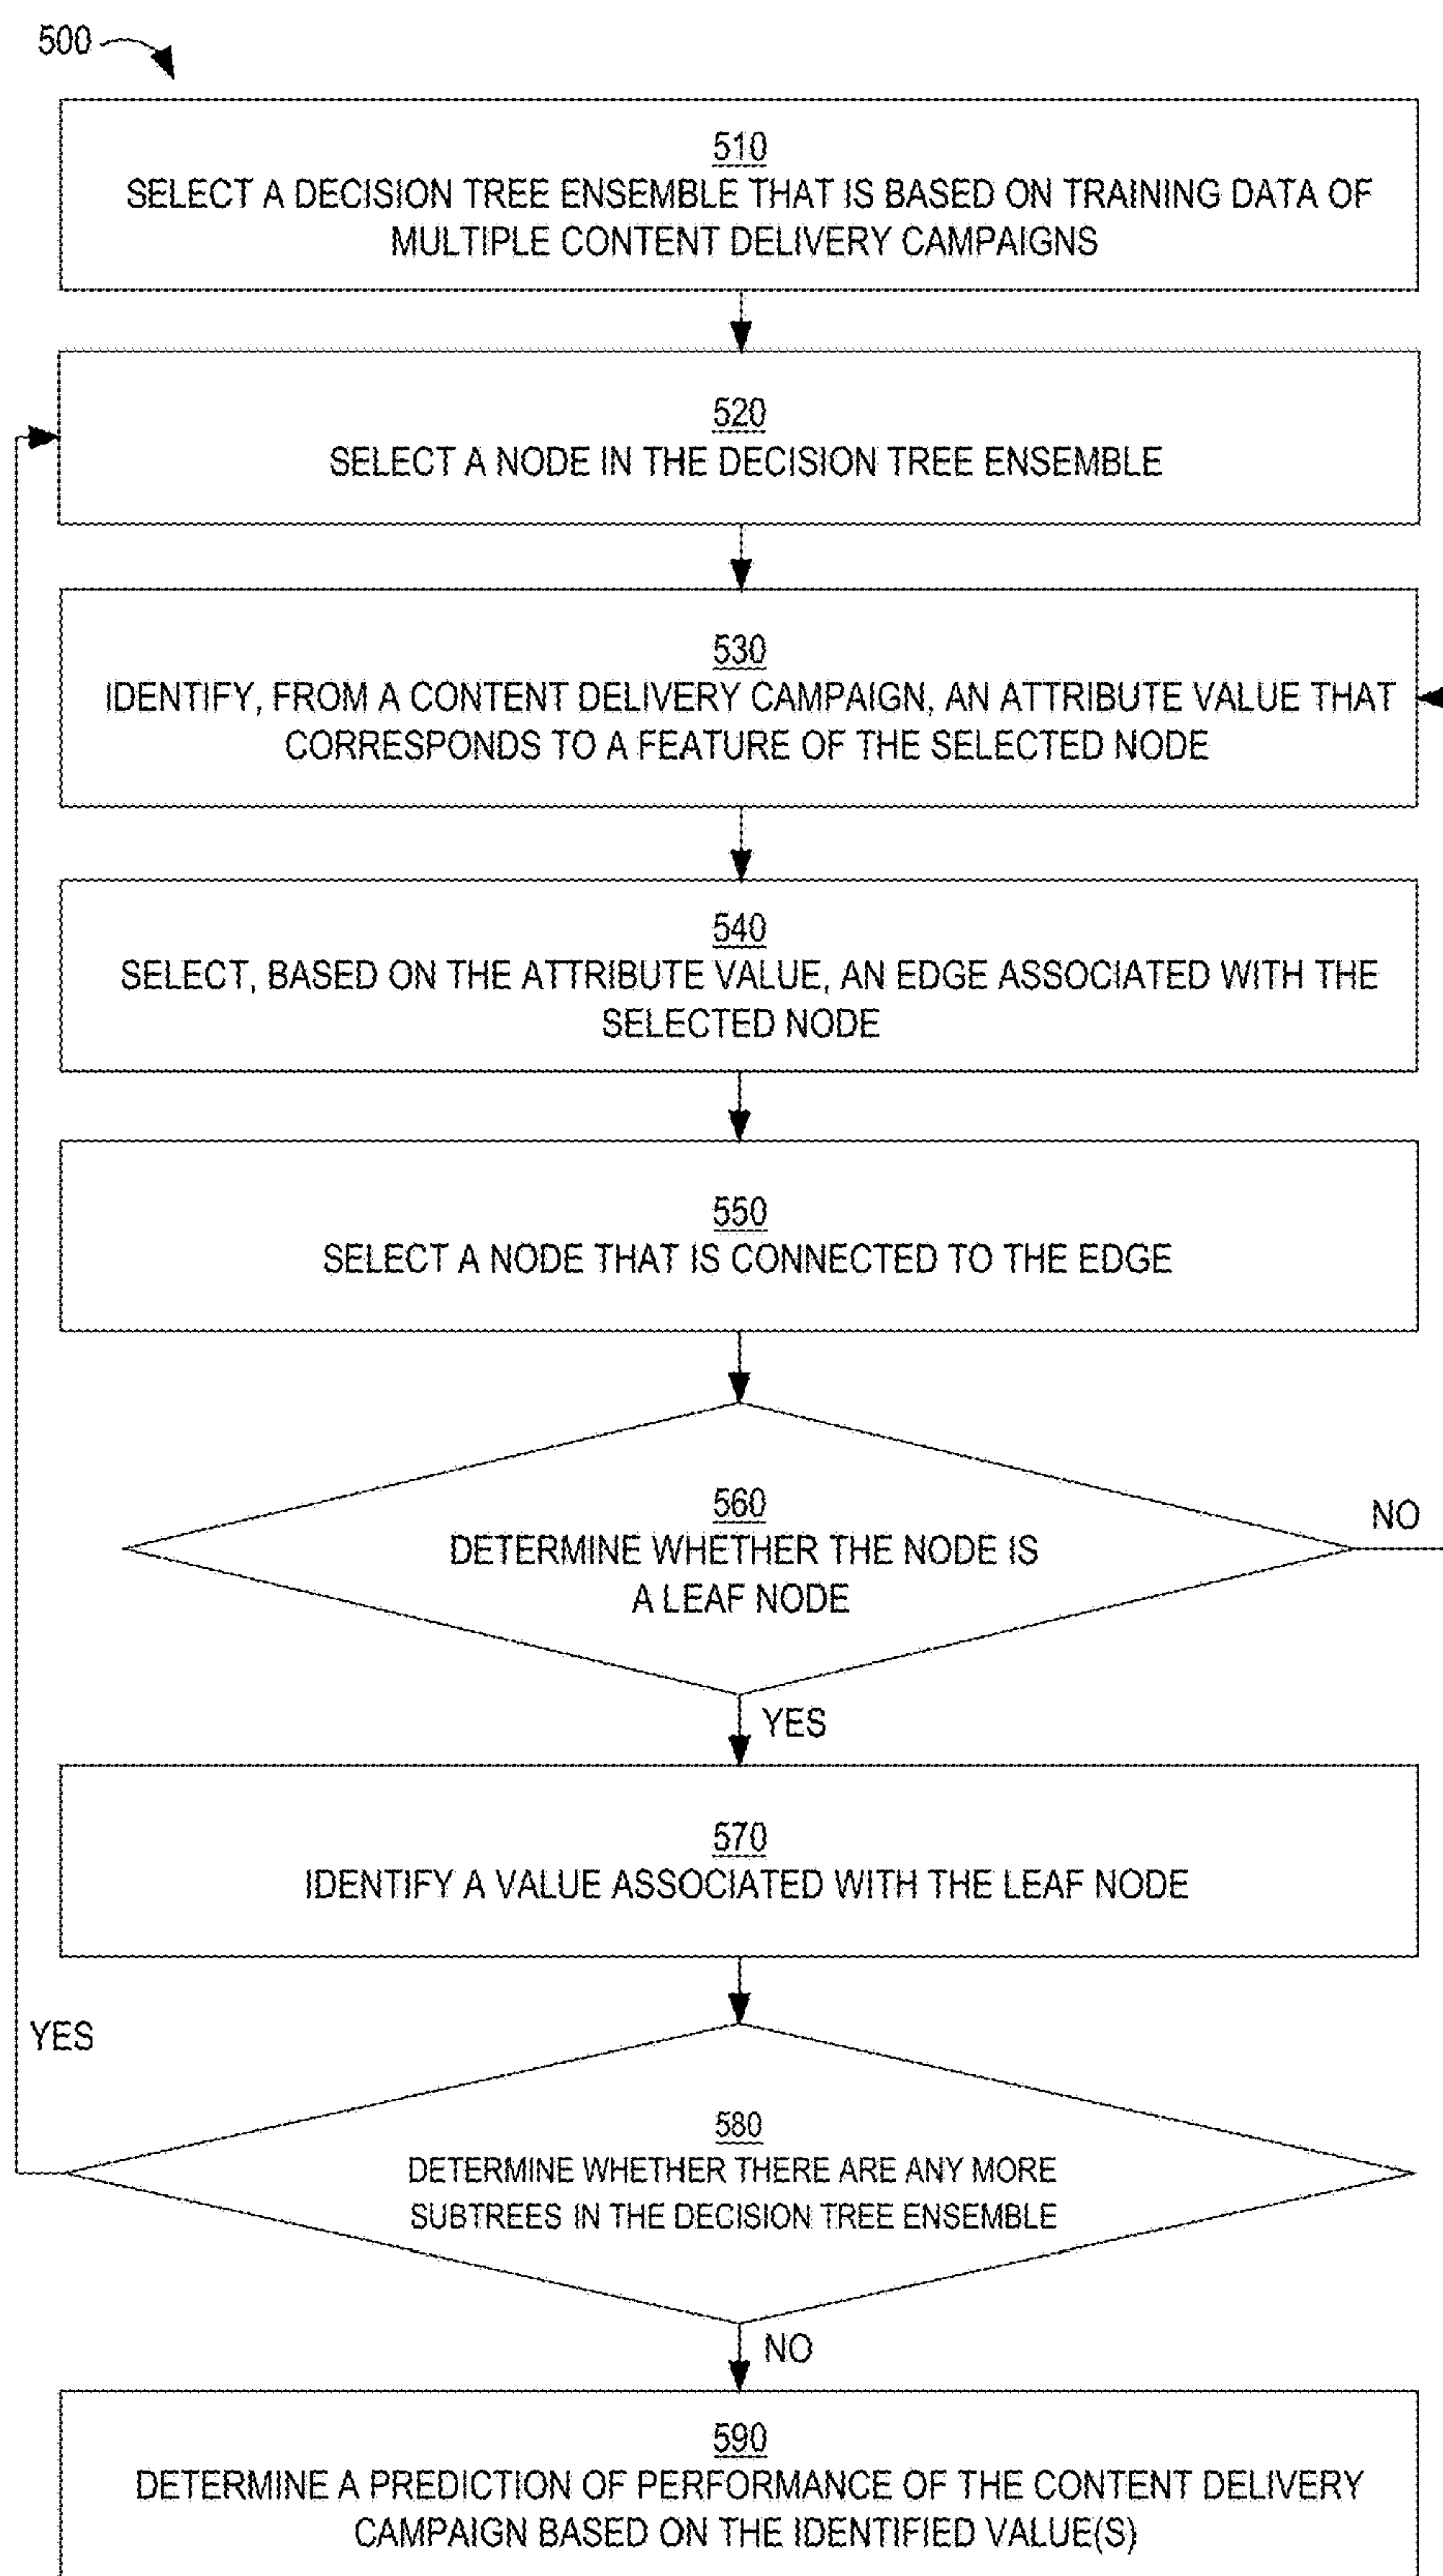 500
510
SELECT A DECISION TREE ENSEMBLE THAT IS BASED ON TRAINING DATA OF
MULTIPLE CONTENT DELIVERY CAMPAIGNS
520
SELECT A NODE IN THE DECISION TREE ENSEMBLE
530
IDENTIFY, FROM A CONTENT DELIVERY CAMPAIGN, AN ATTRIBUTE VALUE THAT
CORRESPONDS TO A FEATURE OF THE SELECTED NODE
540
SELECT, BASED ON THE ATTRIBUTE VALUE, AN EDGE ASSOCIATED WITH THE
SELECTED NODE
550
SELECT A NODE THAT IS CONNECTED TO THE EDGE
560
DETERMINE WHETHER THE NODE IS
A LEAF NODE
NO
YES
570
IDENTIFY A VALUE ASSOCIATED WITH THE LEAF NODE
YES
580
DETERMINE WHETHER THERE ARE ANY MORE
SUBTREES IN THE DECISION TREE ENSEMBLE
NO
590
DETERMINE A PREDICTION OF PERFORMANCE OF THE CONTENT DELIVERY
CAMPAIGN BASED ON THE IDENTIFIED VALUE(S)